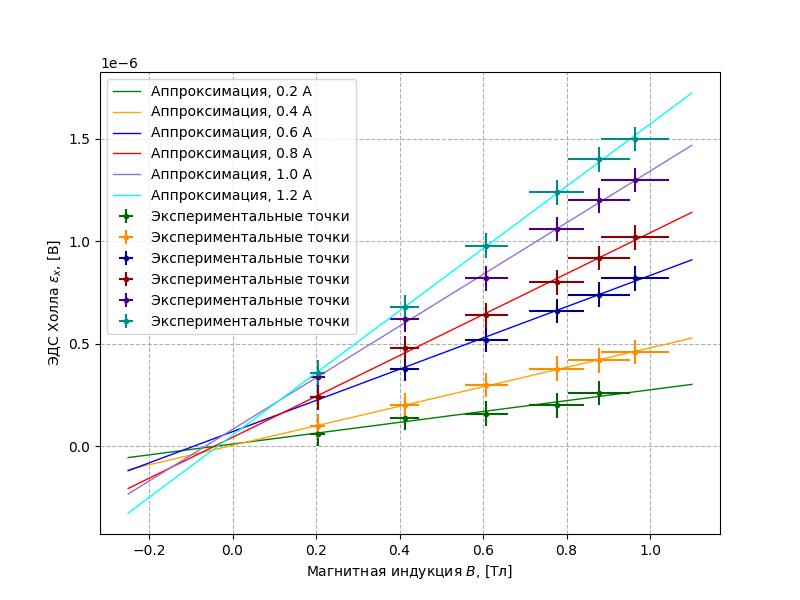 1e−6
Аппроксимация, 0.2 А
Аппроксимация, 0.4 А
Аппроксимация, 0.6 А
Аппроксимация, 0.8 А
Аппроксимация, 1.0 А
Аппроксимация, 1.2 А
Экспериментальные точки
Экспериментальные точки
Экспериментальные точки
Экспериментальные точки
Экспериментальные точки
Экспериментальные точки
1.5
1.0
0.5
0.0
ЭДС Холла εx, [В]
−0.2 0.0 0.2 0.4 0.6 0.8 1.0
Магнитная индукция B, [Тл]